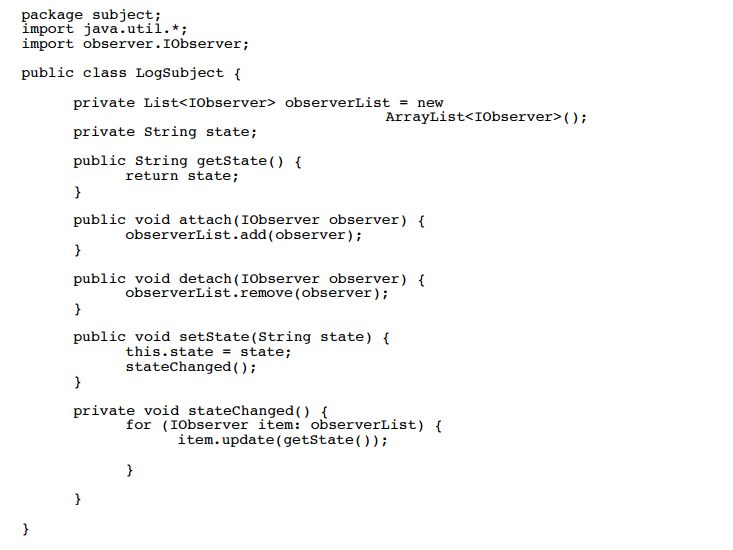 package subject;
import java.util.*;
import observer.IObserver;

public class LogSubject {

      private List<IObserver> observerList = new
                                          ArrayList<IObserver>();
      private String state;

      public String getState() {
            return state;
      }

      public void attach(IObserver observer) {
            observerList.add(observer);
      }

      public void detach(IObserver observer) {
            observerList.remove(observer);
      }

      public void setState(String state) {
            this.state = state;
            stateChanged();
      }

      private void stateChanged() {
            for (IObserver item: observerList) {
                  item.update(getState());

            }

      }

}